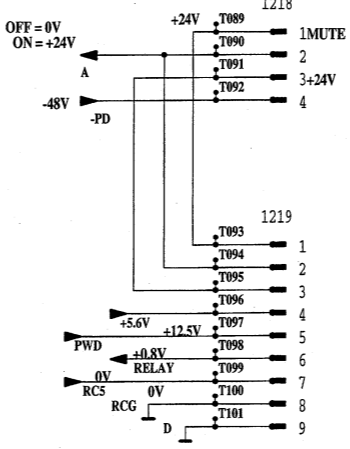 1218
+24V T089
OFF = 0V 1 MUTE
ON = +24V T090
2
A T091
3 +24V
T092
-48V 4
-PD
1219
T093
1
T094
2
T095
3
T096
4
+5.6V T097
+12.5V 5
PWD T098
+0.8V 6
RELAY T099
0V 7
RC5 T100
0V 8
RCG T101
D 9